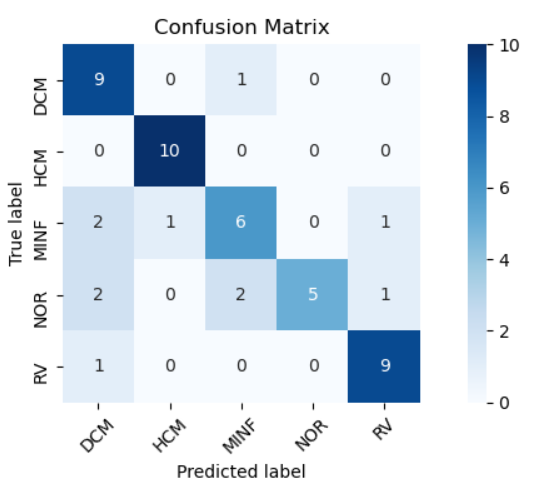 Confusion Matrix
True label
DCM 9 0 1 0 0
HCM 0 10 0 0 0
MINF 2 1 6 0 1
NOR 2 0 2 5 1
RV 1 0 0 0 9
DCM HCM MINF NOR RV
Predicted label
10
8
6
4
2
0